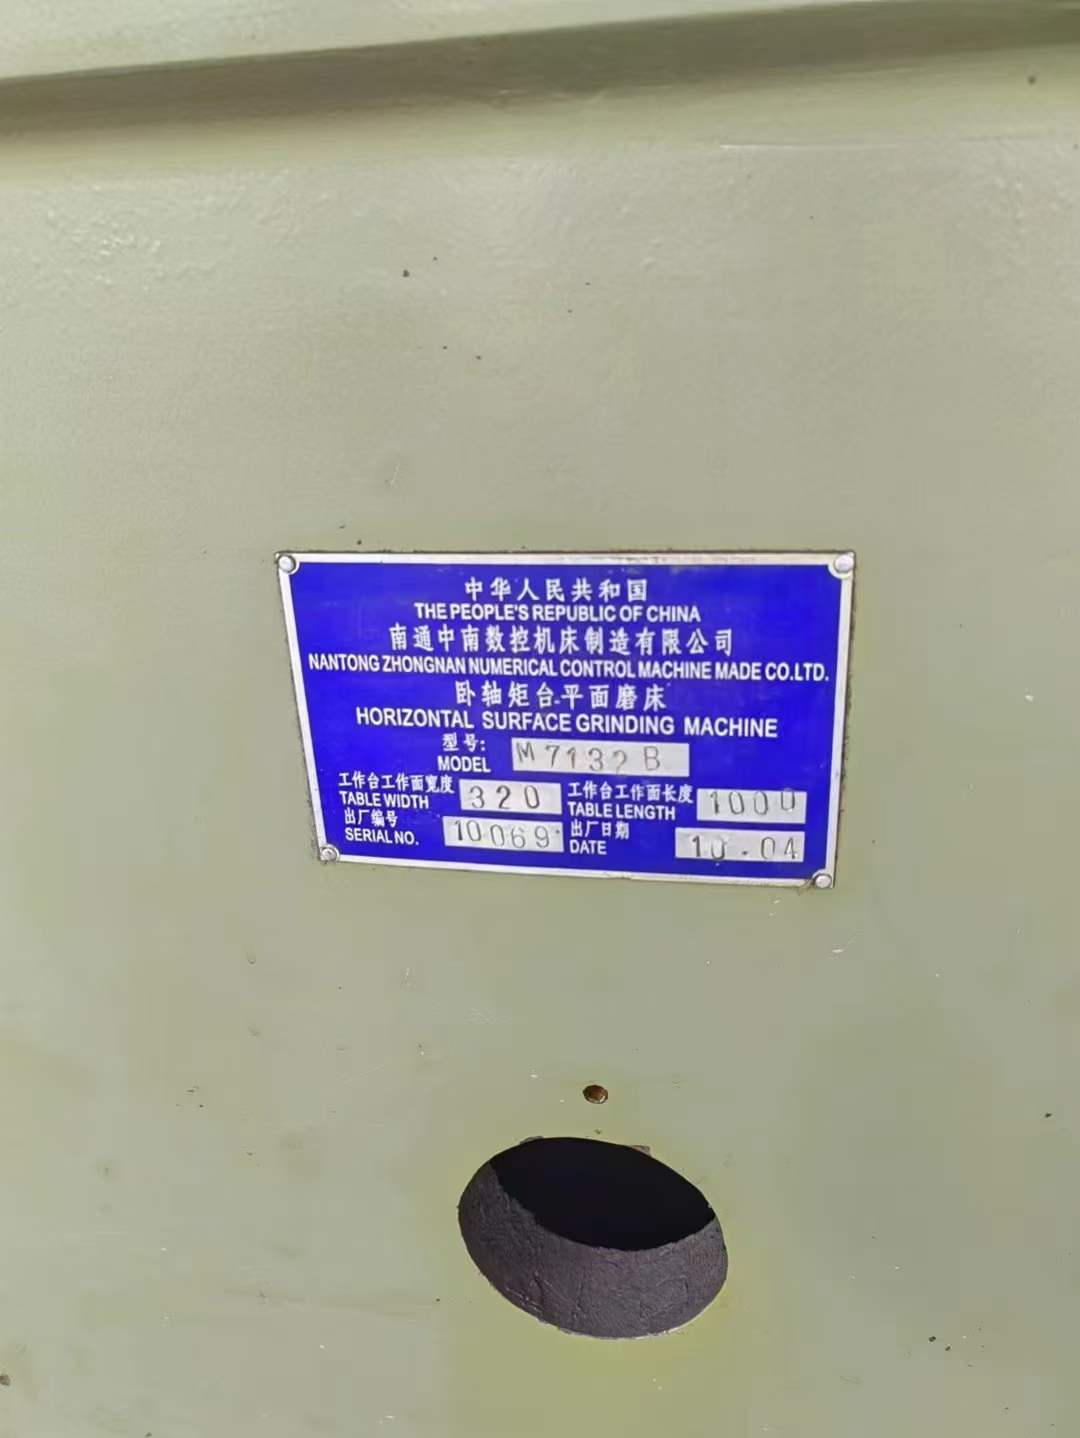 中华人民共和国
THE PEOPLE'S REPUBLIC OF CHINA
南通中南数控机床制造有限公司
NANTONG ZHONGNAN NUMERICAL CONTROL MACHINE MADE CO.LTD.
卧轴矩台平面磨床
HORIZONTAL SURFACE GRINDING MACHINE
型号:
MODEL M7132B
工作台工作面宽度 320 工作台工作面长度 1000
TABLE WIDTH TABLE LENGTH
出厂编号 10069 出厂日期 10.04
SERIAL NO. DATE